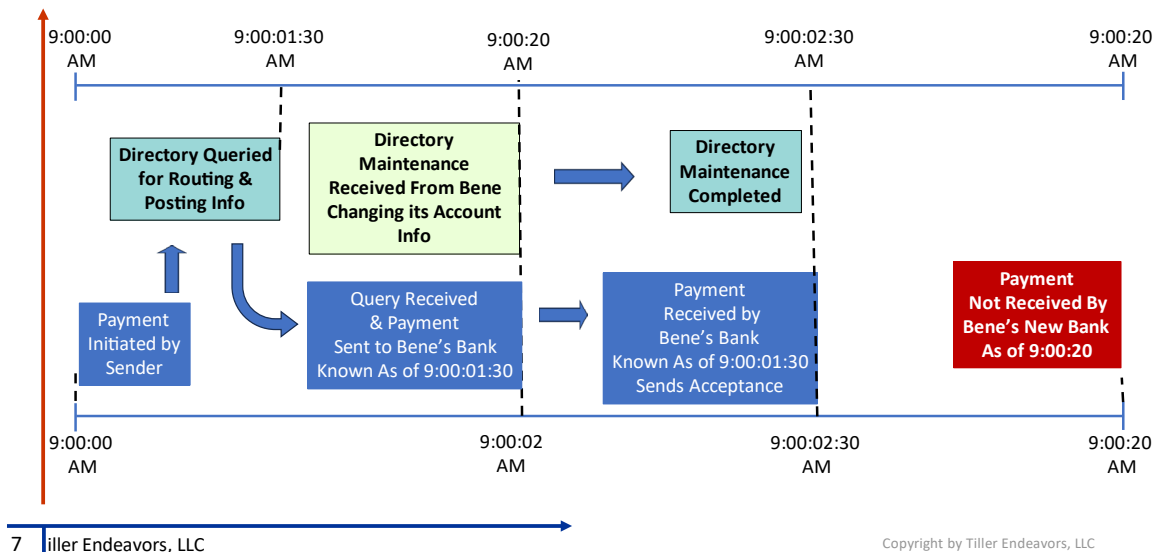 9:00:00
AM
9:00:01:30
AM
9:00:20
AM
9:00:02:30
AM
9:00:20
AM
Directory Queried
for Routing &
Posting Info
Directory
Maintenance
Received From Bene
Changing its Account
Info
Directory
Maintenance
Completed
Payment
Initiated by
Sender
Query Received
& Payment
Sent to Bene's Bank
Known As of 9:00:01:30
Payment
Received by
Bene's Bank
Known As of 9:00:01:30
Sends Acceptance
Payment
Not Received By
Bene's New Bank
As of 9:00:20
9:00:00
AM
9:00:02
AM
9:00:02:30
AM
9:00:20
AM
7
iller Endeavors, LLC
Copyright by Tiller Endeavors, LLC